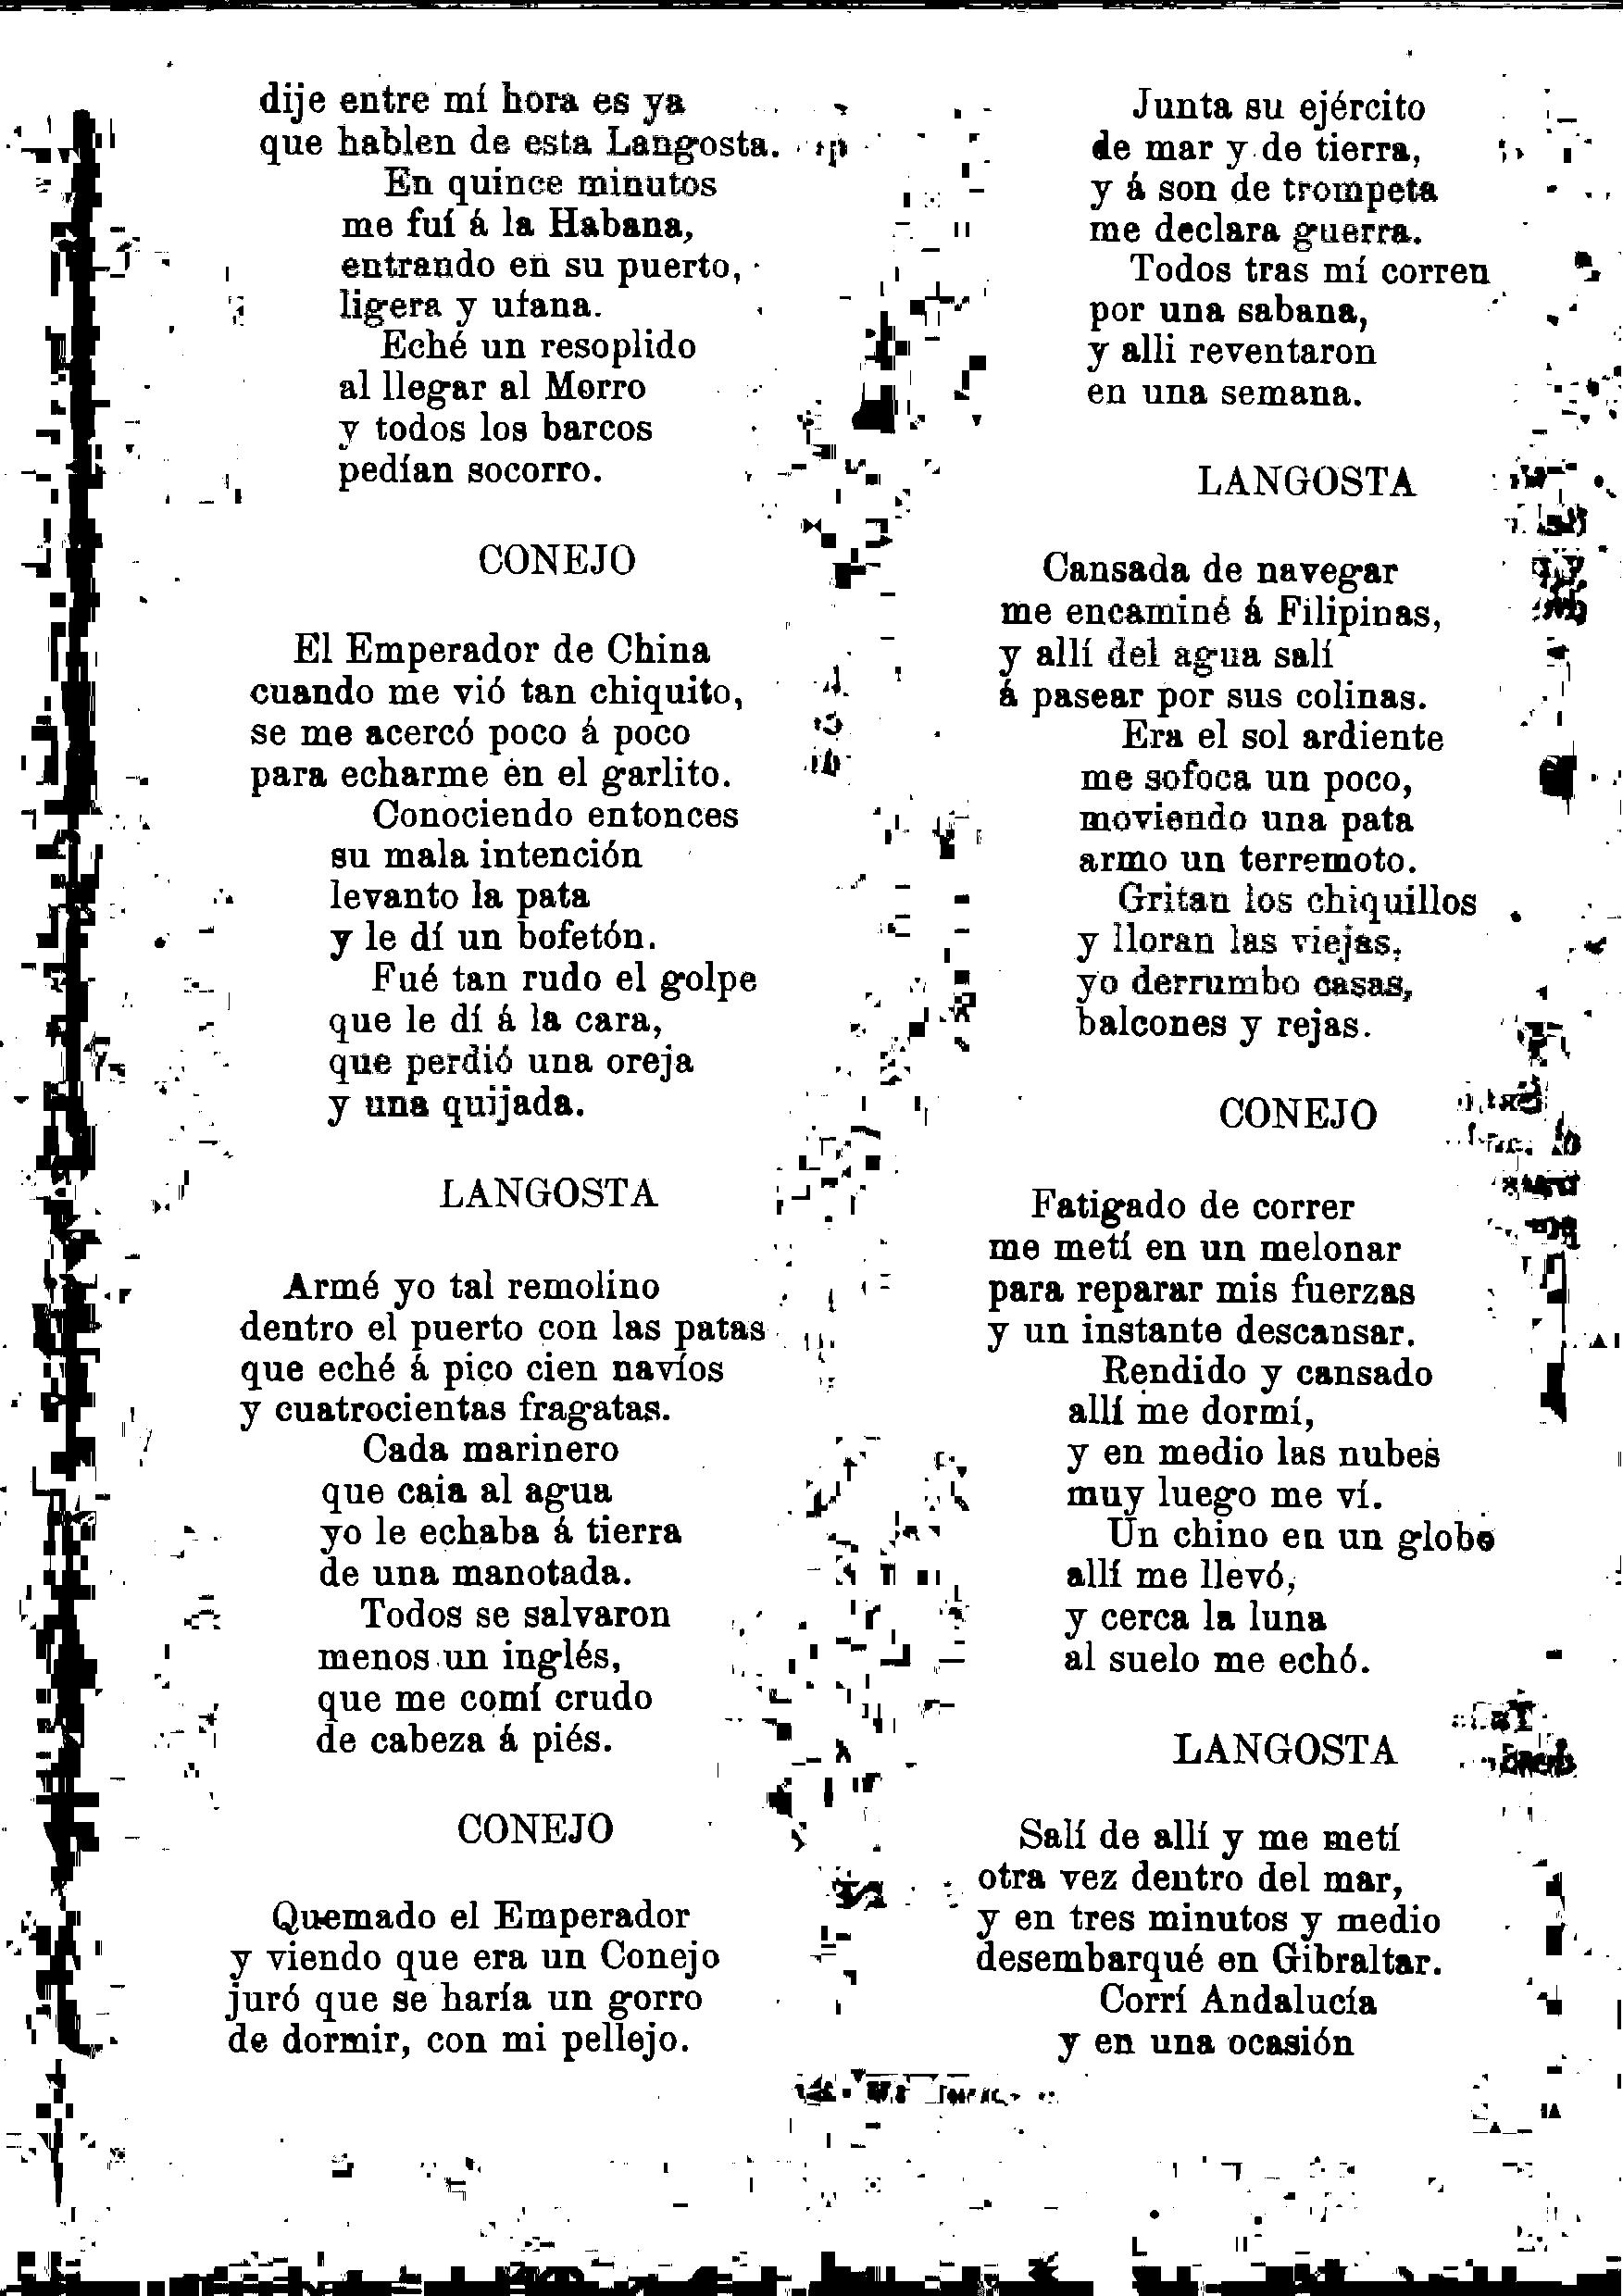 dije entre mí hora es ya
que hablen de esta Langosta.
En quince minutos
me fuí á la Habana,
entrando en su puerto,
ligera y ufana.
Eché un resoplido
al llegar al Morro
y todos los barcos
pedían socorro.
CONEJO
El Emperador de China
cuando me vió tan chiquito,
se me acercó poco á poco
para echarme en el garlito.
Conociendo entonces
su mala intención
levanto la pata
y le dí un bofetón.
Fué tan rudo el golpe
que le dí á la cara,
que perdió una oreja
y una quijada.
LANGOSTA
Armé yo tal remolino
dentro el puerto con las patas
que eché á pico cien navíos
y cuatrocientas fragatas.
Cada marinero
que caia al agua
yo le echaba á tierra
de una manotada.
Todos se salvaron
menos un inglés,
que me comí crudo
de cabeza á piés.
CONEJO
Quemado el Emperador
y viendo que era un Conejo
juró que se haría un gorro
de dormir, con mi pellejo.
Junta su ejército
de mar y de tierra,
y á son de trompeta
me declara guerra.
Todos tras mí corren
por una sabana,
y alli reventaron
en una semana.
LANGOSTA
Cansada de navegar
me encaminé á Filipinas,
y allí del agua salí
á pasear por sus colinas.
Era el sol ardiente
me sofoca un poco,
moviendo una pata
armo un terremoto.
Gritan los chiquillos
y lloran las viejas,
yo derrumbo casas,
balcones y rejas.
CONEJO
Fatigado de correr
me metí en un melonar
para reparar mis fuerzas
y un instante descansar.
Rendido y cansado
allí me dormí,
y en medio las nubes
muy luego me ví.
Un chino en un globo
allí me llevó,
y cerca la luna
al suelo me echó.
LANGOSTA
Salí de allí y me metí
otra vez dentro del mar,
y en tres minutos y medio
desembarqué en Gibraltar.
Corrí Andalucía
y en una ocasión